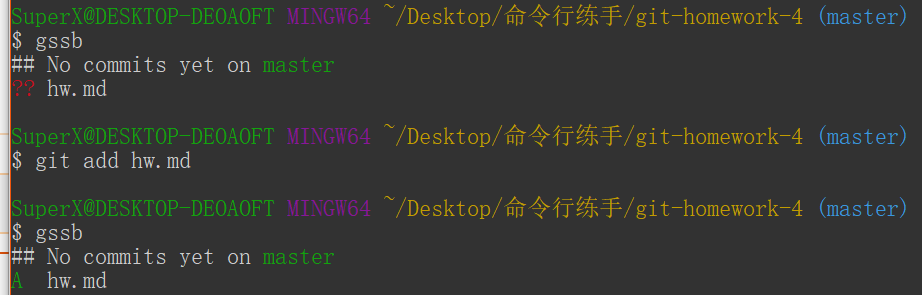 SuperX@DESKTOP-DEOAOFT MINGW64 ~/Desktop/命令行练手/git-homework-4 (master)
$ gssb
## No commits yet on master
?? hw.md
SuperX@DESKTOP-DEOAOFT MINGW64 ~/Desktop/命令行练手/git-homework-4 (master)
$ git add hw.md
SuperX@DESKTOP-DEOAOFT MINGW64 ~/Desktop/命令行练手/git-homework-4 (master)
$ gssb
## No commits yet on master
A  hw.md